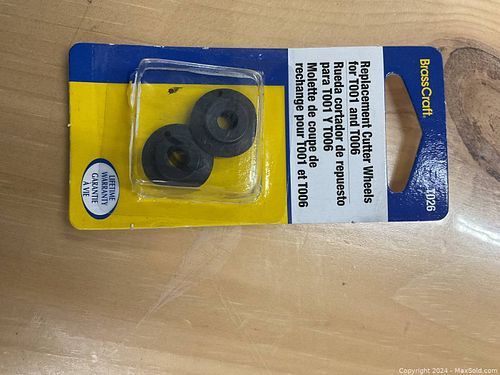 BrassCraft
T026
Replacement Cutter Wheels
for T001 and T006
Rueda cortador de repuesto
para T001 Y T006
Molette de coupe de
rechange pour T001 et T006
LIFETIME
WARRANTY
GARANTIE
À VIE
Copyright 2024 - MaxSold.com